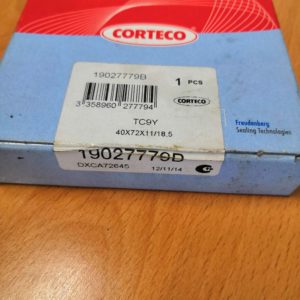 CORTECO
19027779B
1 PCS
3 358960 277794
CORTECO
TC9Y
40X72X11/18.5
Freudenberg
Sealing Technologies
19027779B
DXCA72645
12/11/14